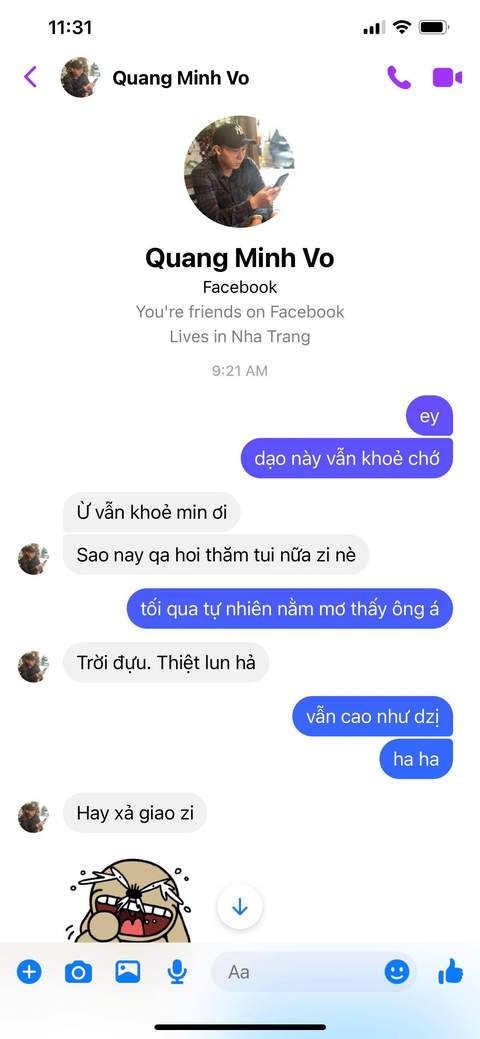 11:31
Quang Minh Vo
Quang Minh Vo
Facebook
You're friends on Facebook
Lives in Nha Trang
9:21 AM
ey
dạo này vẫn khoẻ chớ
Ừ vẫn khoẻ min ơi
Sao nay qa hoi thăm tui nữa zi nè
tối qua tự nhiên nằm mơ thấy ông á
Trời đựu. Thiệt lun hả
vẫn cao như dzị
ha ha
Hay xả giao zi
Aa